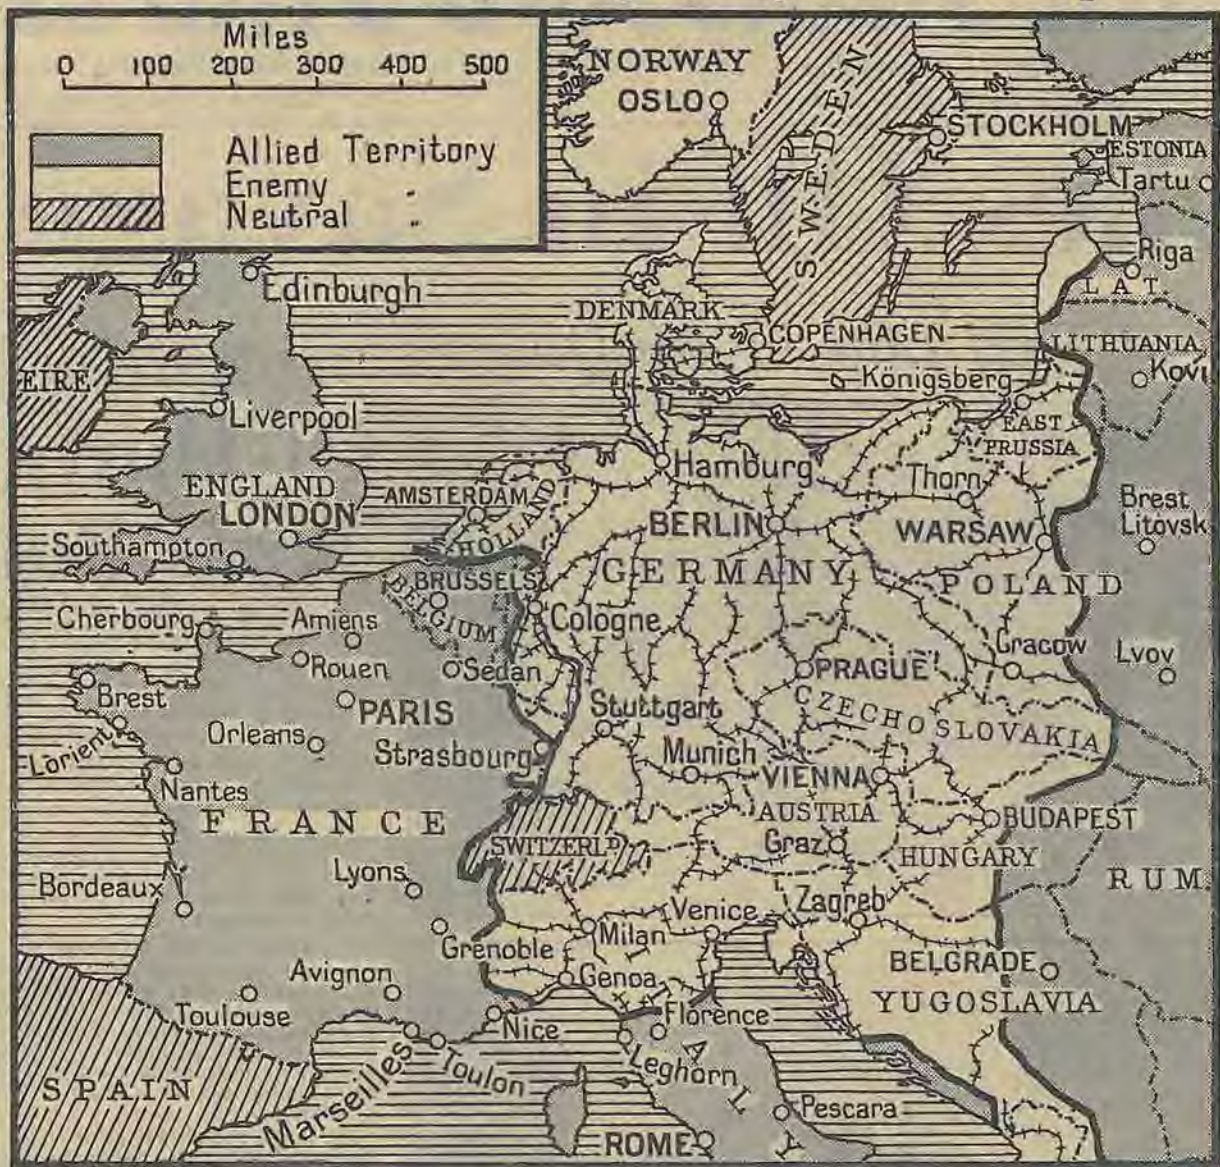 Miles
0 100 200 300 400 500
Allied Territory
Enemy "
Neutral "
NORWAY
OSLO
SWEDEN
STOCKHOLM
ESTONIA
Tartu
Riga
LAT.
Edinburgh
DENMARK
COPENHAGEN
LITHUANIA
Kov
EIRE
Königsberg
Liverpool
EAST
PRUSSIA
Hamburg
Thorn
ENGLAND
LONDON
AMSTERDAM
HOLLAND
BERLIN
WARSAW
Brest
Litovsk
Southampton
BRUSSELS
BELGIUM
GERMANY
POLAND
Cherbourg
Amiens
Cologne
Rouen
Sedan
PRAGUE
Cracow
Lvov
Brest
PARIS
Stuttgart
CZECHOSLOVAKIA
Lorient
Orleans
Strasbourg
Munich
VIENNA
Nantes
FRANCE
AUSTRIA
BUDAPEST
SWITZERLD
Graz
HUNGARY
RUM.
Lyons
Bordeaux
Venice
Zagreb
Grenoble
Milan
BELGRADE
Avignon
Genoa
YUGOSLAVIA
Toulouse
Nice
Florence
Marseilles
Toulon
Leghorn
ITALY
SPAIN
Pescara
ROME